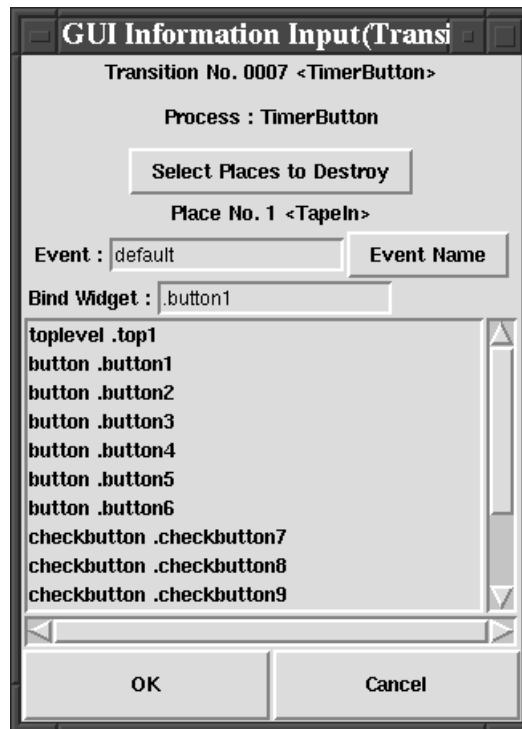 GUI Information Input(Transi
Transition No. 0007 <TimerButton>
Process : TimerButton
Select Places to Destroy
Place No. 1 <TapeIn>
Event : default Event Name
Bind Widget : .button1
toplevel .top1
button .button1
button .button2
button .button3
button .button4
button .button5
button .button6
checkbutton .checkbutton7
checkbutton .checkbutton8
checkbutton .checkbutton9
OK Cancel